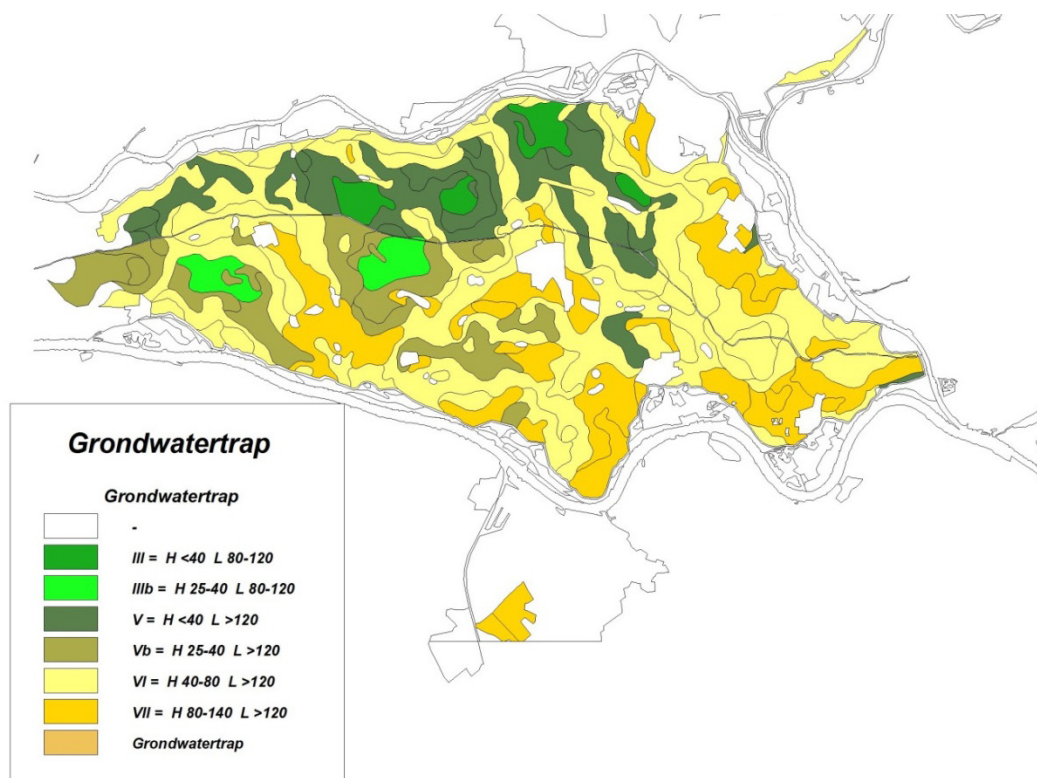 Grondwatertrap
Grondwatertrap
-
III = H <40 L 80-120
IIIb = H 25-40 L 80-120
V = H <40 L >120
Vb = H 25-40 L >120
VI = H 40-80 L >120
VII = H 80-140 L >120
Grondwatertrap